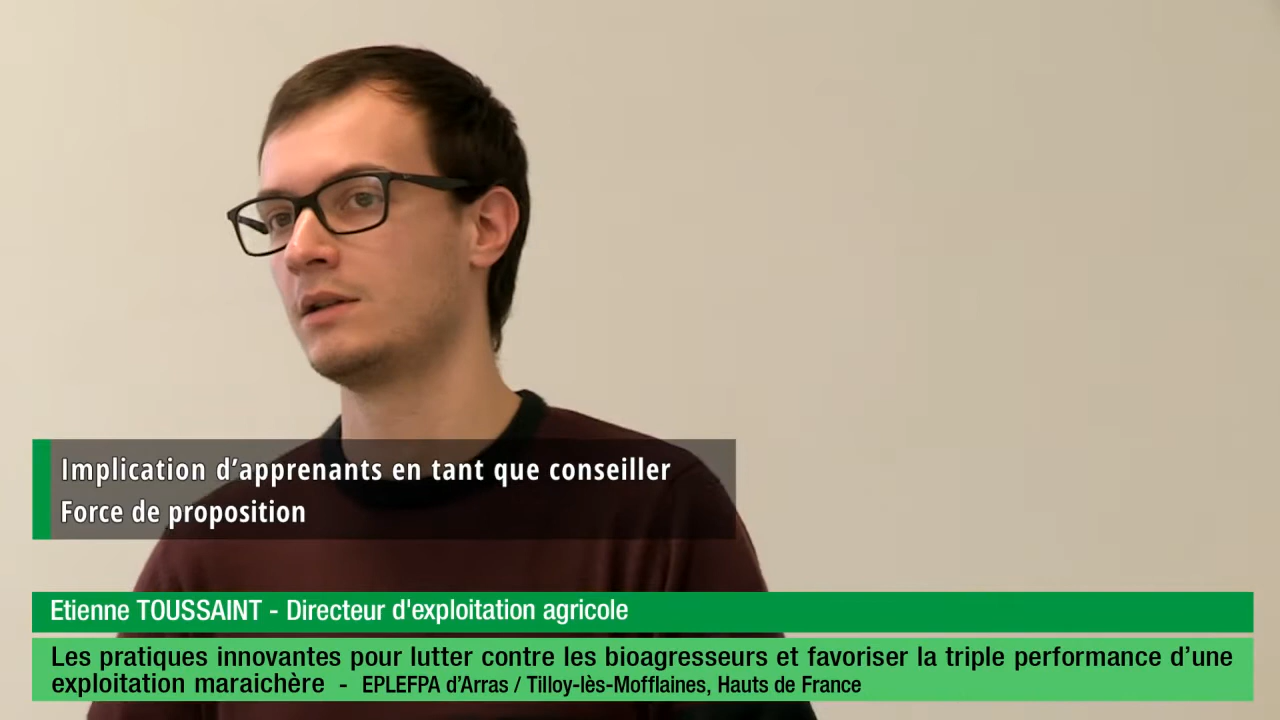 Implication d’apprenants en tant que conseiller
Force de proposition
Etienne TOUSSAINT - Directeur d'exploitation agricole
Les pratiques innovantes pour lutter contre les bioagresseurs et favoriser la triple performance d’une
exploitation maraichère - EPLEFPA d’Arras / Tilloy-lès-Mofflaines, Hauts de France